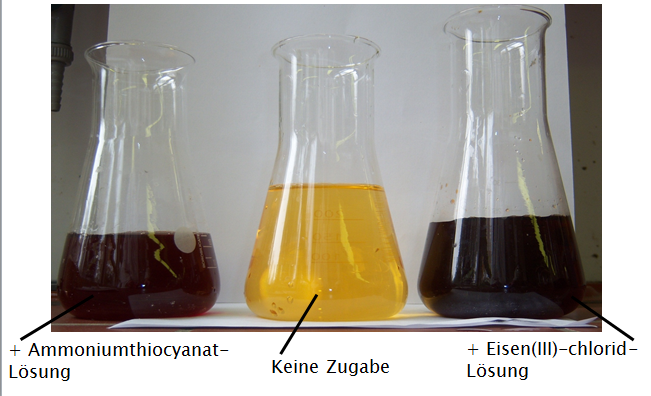 + Ammoniumthiocyanat-
Lösung
Keine Zugabe
+ Eisen(III)-chlorid-
Lösung